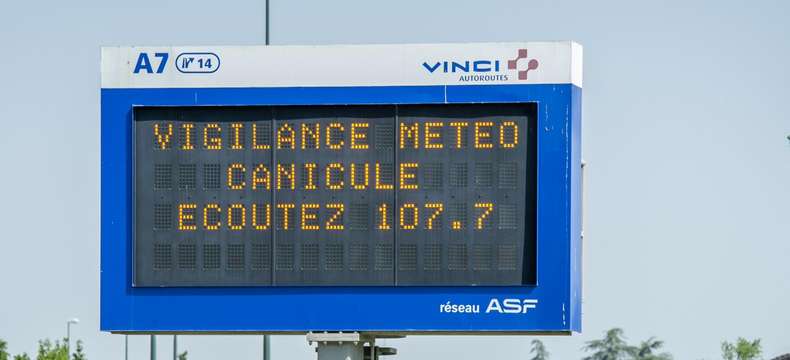 A7 14 VINCI
AUTOROUTES
VIGILANCE METEO
CANICULE
ECOUTEZ 107.7
réseau ASF